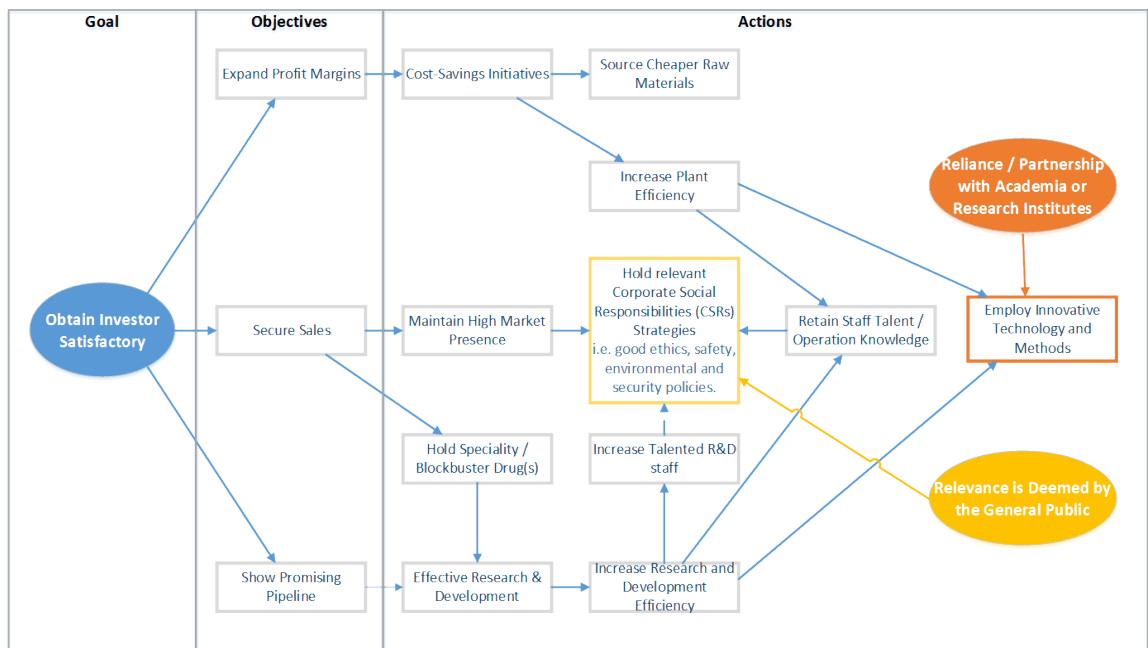 Goal
Objectives
Actions
Expand Profit Margins
Cost-Savings Initiatives
Source Cheaper Raw
Materials
Increase Plant
Efficiency
Reliance / Partnership
with Academia or
Research Institutes
Obtain Investor
Satisfactory
Secure Sales
Maintain High Market
Presence
Hold relevant
Corporate Social
Responsibilities (CSRs)
Strategies
i.e. good ethics, safety,
environmental and
security policies.
Retain Staff Talent /
Operation Knowledge
Employ Innovative
Technology and
Methods
Hold Speciality /
Blockbuster Drug(s)
Increase Talented R&D
staff
Relevance is Deemed by
the General Public
Show Promising
Pipeline
Effective Research &
Development
Increase Research and
Development
Efficiency